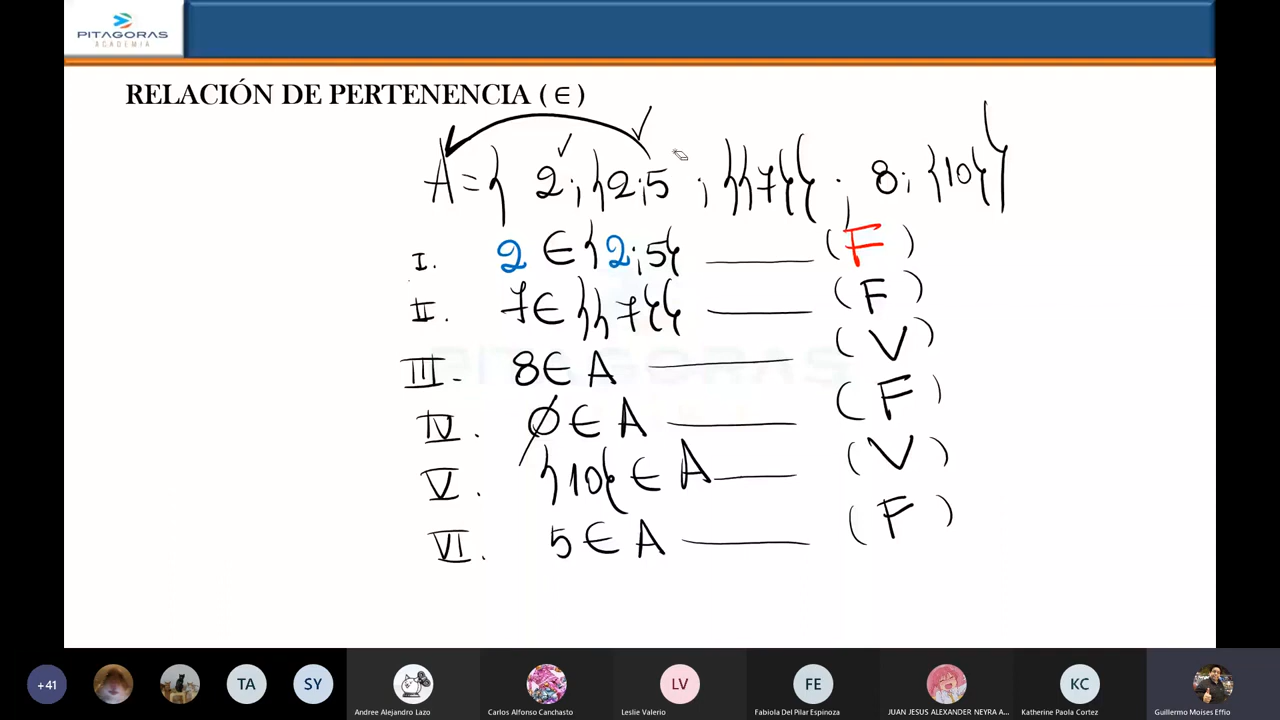 PITAGORAS
ACADEMIA
RELACIÓN DE PERTENENCIA ( ∈ )
A = { 2 ; {2 ; 5 ; {{7}} ; 8 ; {10}}
I. 2 ∈ {2 ; 5} ( F )
II. 7 ∈ {{7}} ( F )
III. 8 ∈ A ( V )
IV. ∅ ∈ A ( F )
V. {10} ∈ A ( V )
VI. 5 ∈ A ( F )
+41
TA
SY
Andree Alejandro Lazo
Carlos Alfonso Canchasto
LV
Leslie Valerio
FE
Fabiola Del Pilar Espinoza
JUAN JESUS ALEXANDER NEYRA A...
KC
Katherine Paola Cortez
Guillermo Moises Effio